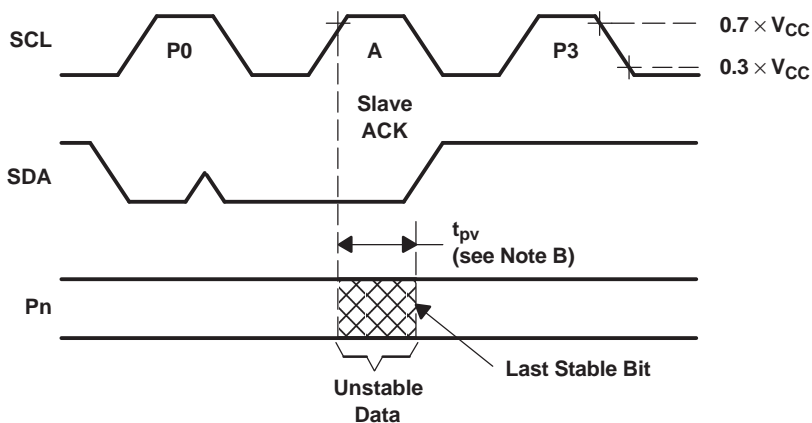 SCL
P0
A
P3
0.7 × VCC
0.3 × VCC
Slave
ACK
SDA
tpv
(see Note B)
Pn
Last Stable Bit
Unstable
Data